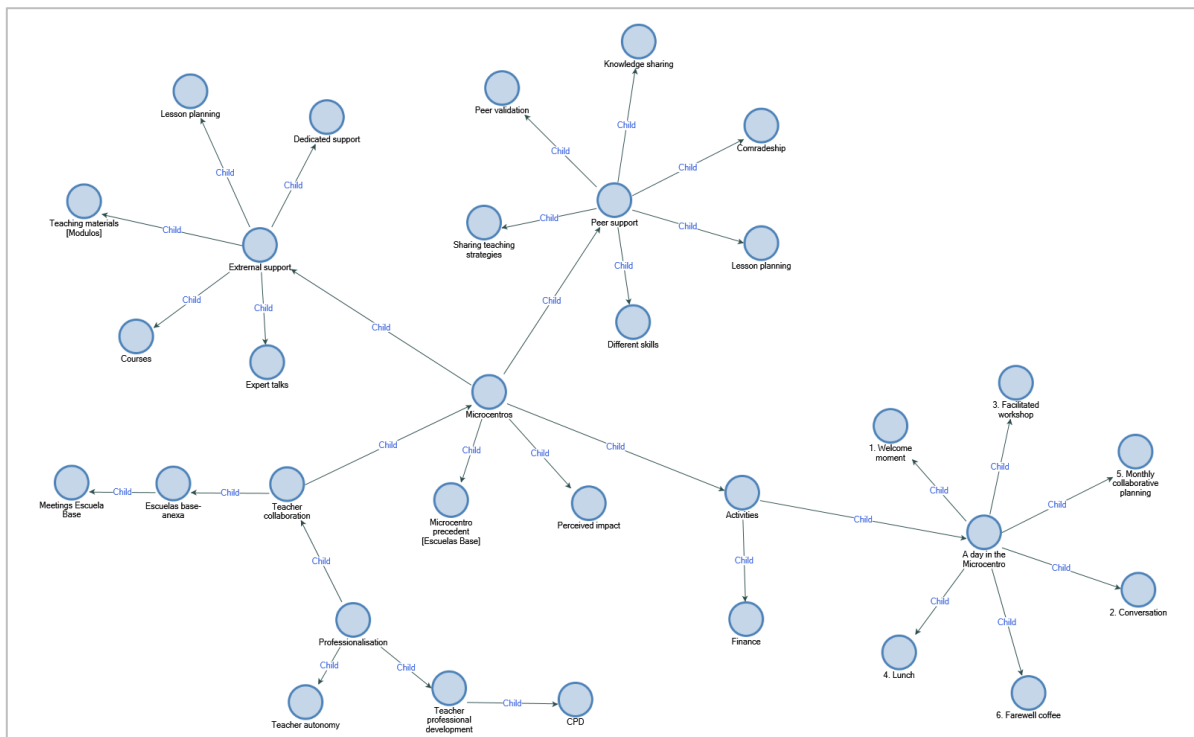 Knowledge sharing
Peer validation
Child
Child
Comradeship
Child
Child
Peer support
Sharing teaching
strategies
Child
Child
Lesson planning
Child
Different skills
Lesson planning
Dedicated support
Child
Child
Teaching materials
[Modulos]
Child
Extrernal support
Child
Courses
Child
Expert talks
Child
Child
Microcentros
Child
Child
Child
Child
Microcentro
precedent
[Escuelas Base]
Perceived impact
Meetings Escuela
Base
Child
Escuelas base-
anexa
Child
Teacher
collaboration
Child
Professionalisation
Child
Teacher autonomy
Child
Teacher
professional
development
Child
CPD
Activities
Child
Finance
Child
3. Facilitated
workshop
1. Welcome
moment
Child
Child
5. Monthly
collaborative
planning
Child
A day in the
Microcentro
Child
2. Conversation
Child
4. Lunch
Child
6. Farewell coffee